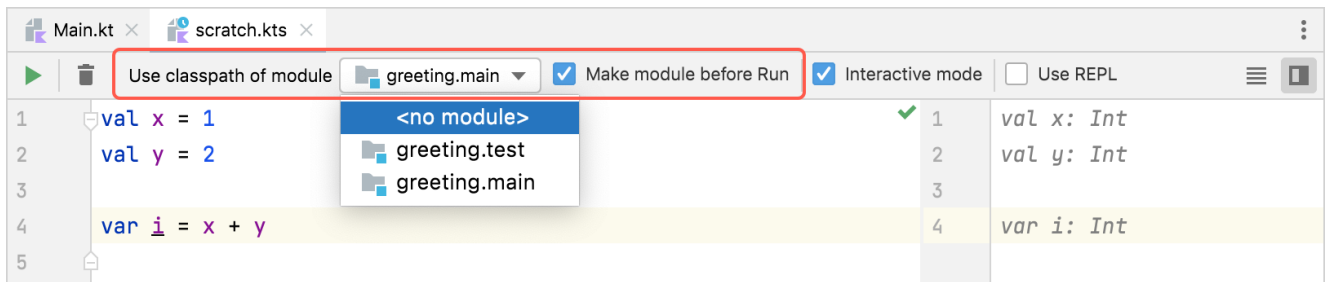 Main.kt scratch.kts
Use classpath of module greeting.main Make module before Run Interactive mode Use REPL
<no module>
greeting.test
greeting.main
1 val x = 1
2 val y = 2
3
4 var i = x + y
5
1 val x: Int
2 val y: Int
3
4 var i: Int